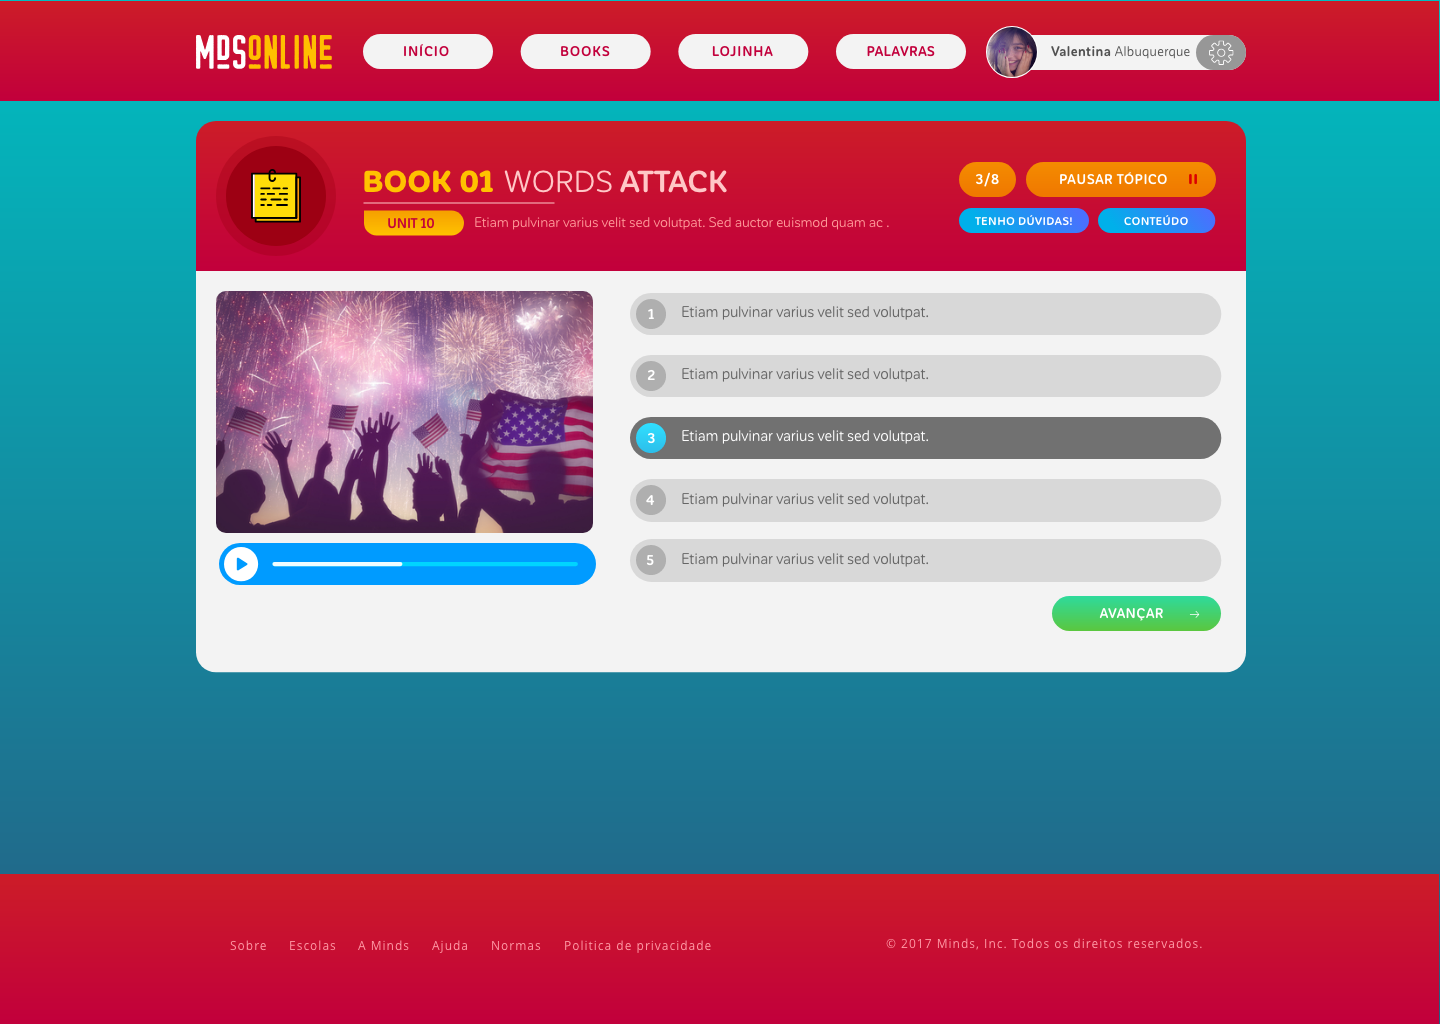 MDSONLINE
INÍCIO
BOOKS
LOJINHA
PALAVRAS
Valentina Albuquerque
BOOK 01 WORDS ATTACK
UNIT 10
Etiam pulvinar varius velit sed volutpat. Sed auctor euismod quam ac .
3/8
PAUSAR TÓPICO
TENHO DÚVIDAS!
CONTEÚDO
1 Etiam pulvinar varius velit sed volutpat.
2 Etiam pulvinar varius velit sed volutpat.
3 Etiam pulvinar varius velit sed volutpat.
4 Etiam pulvinar varius velit sed volutpat.
5 Etiam pulvinar varius velit sed volutpat.
AVANÇAR →
Sobre
Escolas
A Minds
Ajuda
Normas
Politica de privacidade
© 2017 Minds, Inc. Todos os direitos reservados.